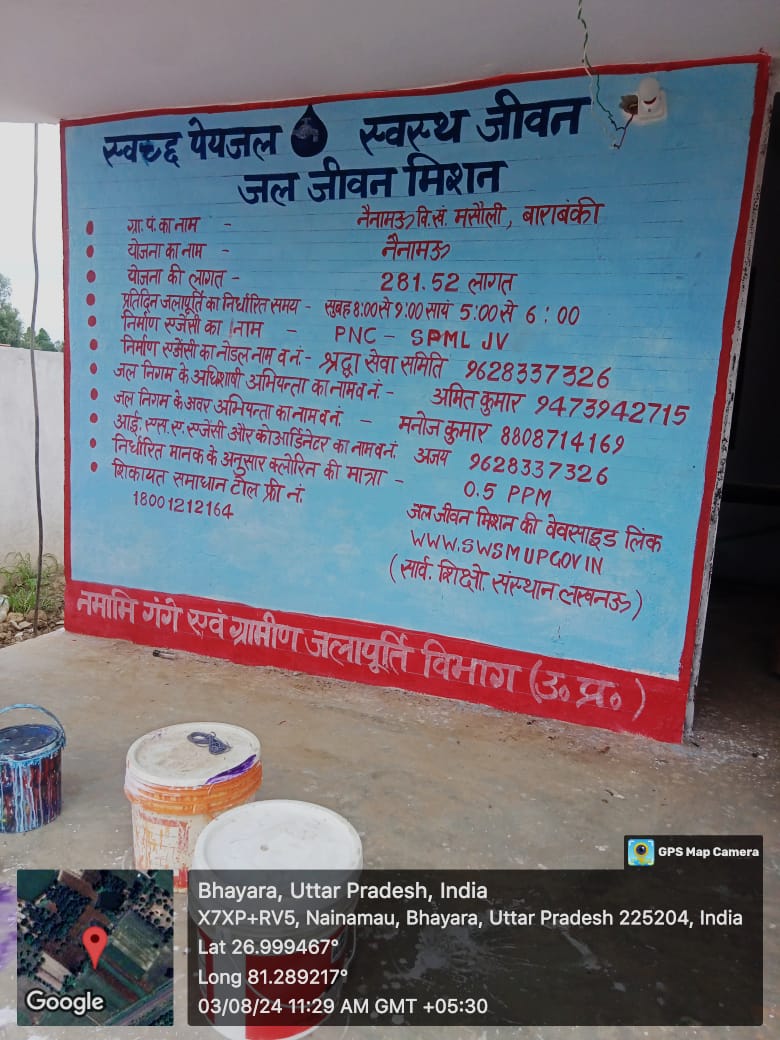 स्वच्छ पेयजल स्वस्थ जीवन
जल जीवन मिशन
ग्रा.पं.का नाम - नैनामऊ वि.खं. मसौली, बाराबंकी
योजना का नाम - नैनामऊ
योजना की लागत - 281.52 लागत
प्रतिदिन जलापूर्ति का निर्धारित समय - सुबह 8:00 से 9:00 सायं 5:00 से 6:00
निर्माण एजेंसी का नाम - PNC - SPML JV
निर्माण एजेंसी का नोडल नाम व नं:- श्रद्धा सेवा समिति 9628337326
जल निगम के अधिशाषी अभियन्ता का नाम व नं. - अमित कुमार 9473942715
जल निगम के अवर अभियन्ता का नाम व नं. - मनोज कुमार 8808714169
आई.एस.ए. एजेंसी और कोआर्डिनेटर का नाम व नं. अजय 9628337326
निर्धारित मानक के अनुसार क्लोरिन की मात्रा - 0.5 PPM
शिकायत समाधान टोल फ्री नं.
18001212164
जल जीवन मिशन की वेवसाइड लिंक
WWW.SWSMUPGOVIN
(सार्व. शिक्षो. संस्थान लखनऊ)
नमामि गंगे एवं ग्रामीण जलापूर्ति विभाग (उ.प्र.)
GPS Map Camera
Google
Bhayara, Uttar Pradesh, India
X7XP+RV5, Nainamau, Bhayara, Uttar Pradesh 225204, India
Lat 26.999467°
Long 81.289217°
03/08/24 11:29 AM GMT +05:30